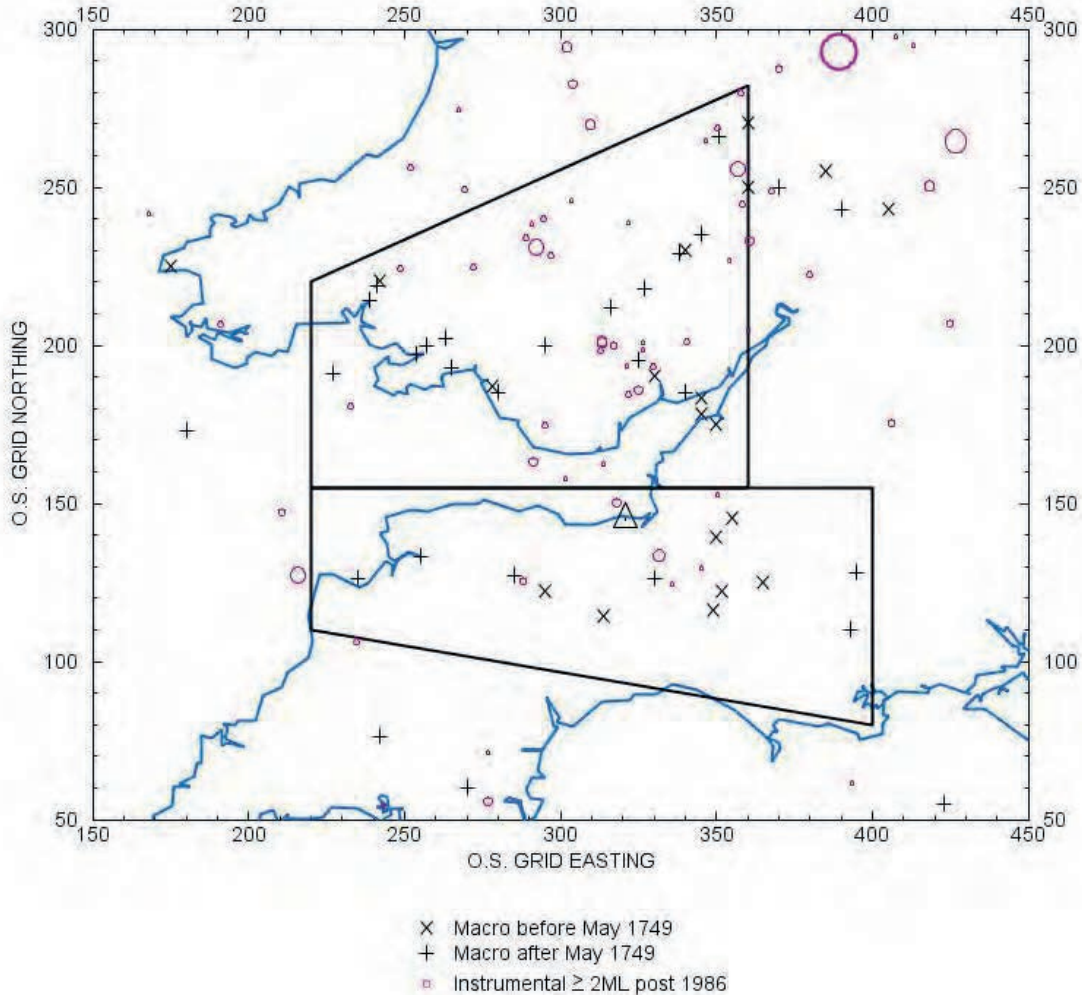 150 200 250 300 350 400 450
300 300
250 250
200 200
150 150
100 100
50 50
150 200 250 300 350 400 450
O.S. GRID NORTHING
O.S. GRID EASTING
× Macro before May 1749
+ Macro after May 1749
Instrumental ≥ 2ML post 1986